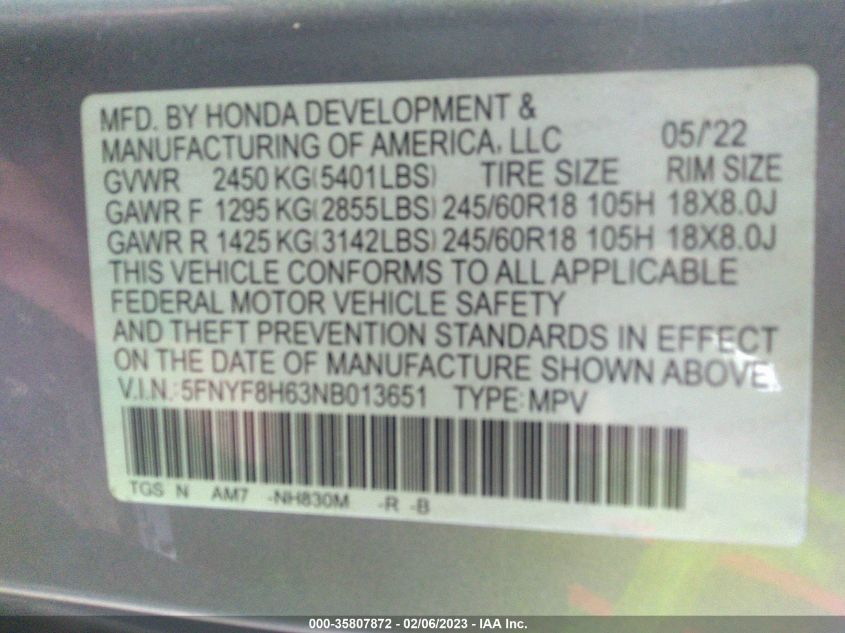 MFD. BY HONDA DEVELOPMENT &
MANUFACTURING OF AMERICA, LLC 05/'22
GVWR 2450 KG(5401LBS) TIRE SIZE RIM SIZE
GAWR F 1295 KG(2855LBS) 245/60R18 105H 18X8.0J
GAWR R 1425 KG(3142LBS) 245/60R18 105H 18X8.0J
THIS VEHICLE CONFORMS TO ALL APPLICABLE
FEDERAL MOTOR VEHICLE SAFETY
AND THEFT PREVENTION STANDARDS IN EFFECT
ON THE DATE OF MANUFACTURE SHOWN ABOVE.
V.I.N.: 5FNYF8H63NB013651 TYPE: MPV
TGS N AM7 -NH830M -R -B
000-35807872 - 02/06/2023 - IAA Inc.